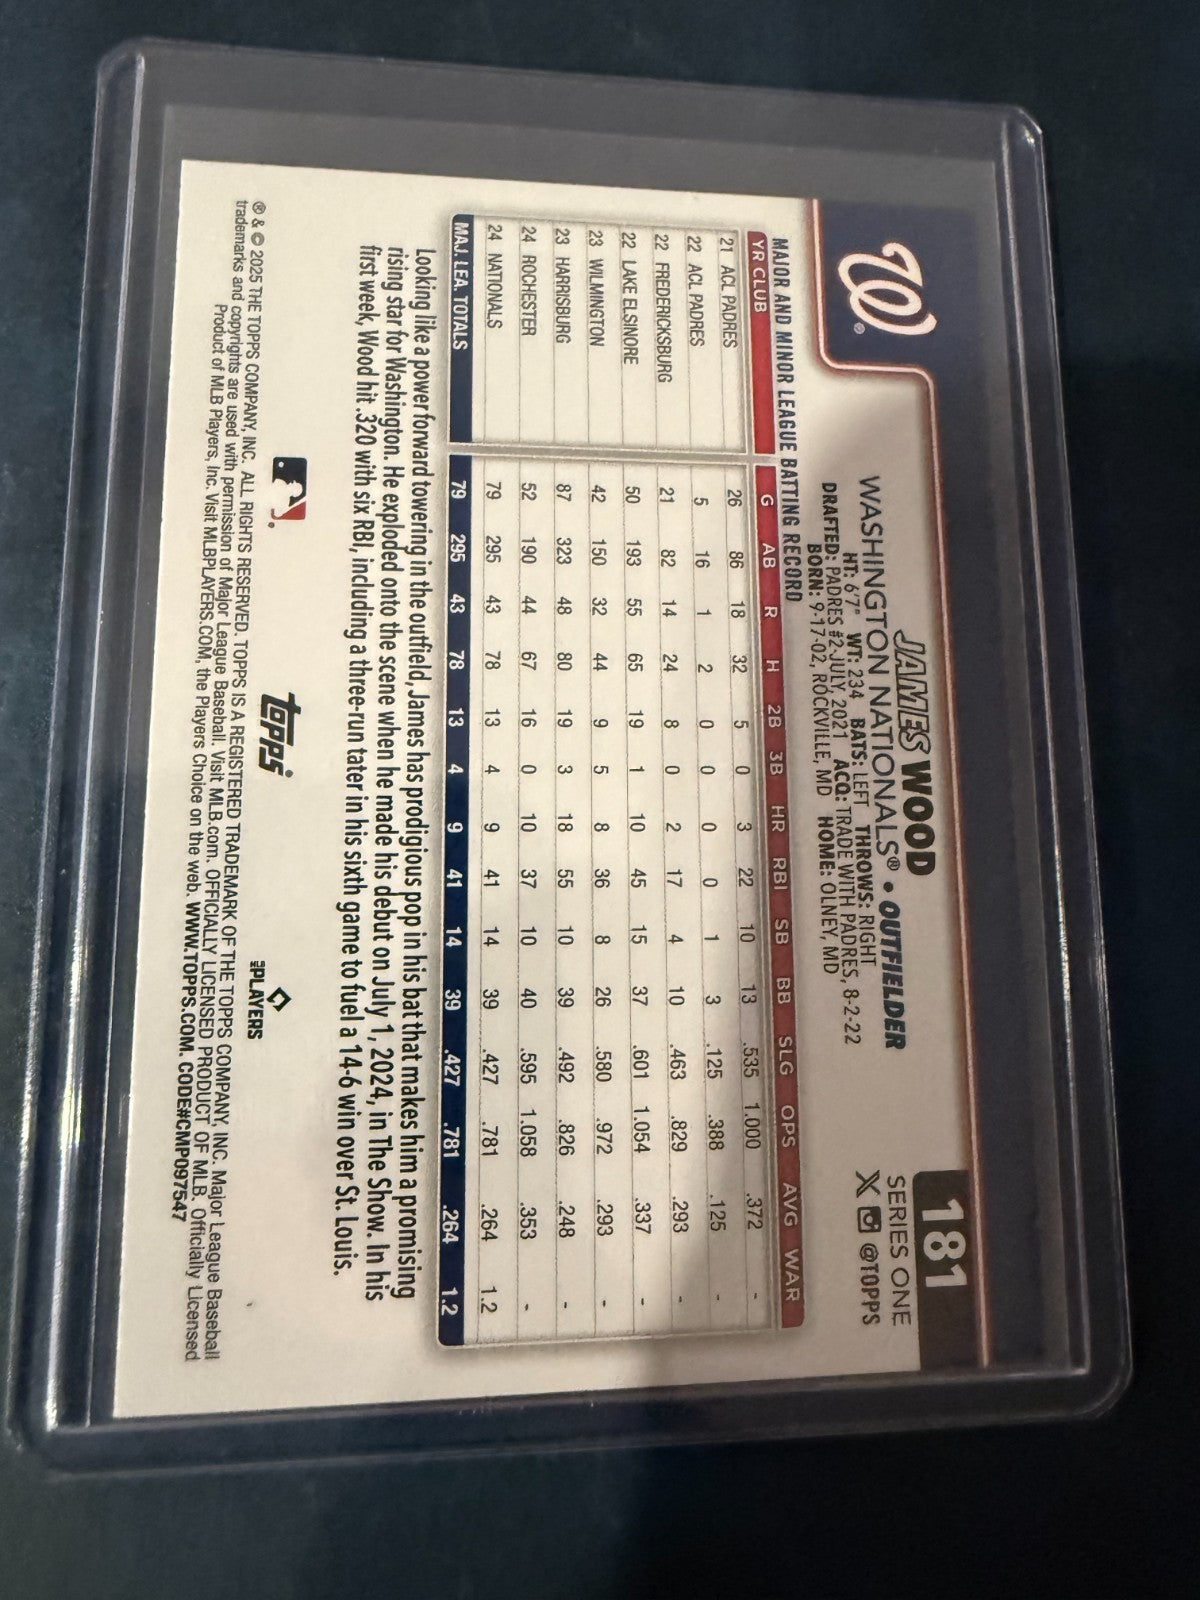 181
SERIES ONE
X @TOPPS
W®
JAMES WOOD
WASHINGTON NATIONALS® • OUTFIELDER
HT: 6'7" WT: 234 BATS: LEFT THROWS: RIGHT
DRAFTED: PADRES #2-JULY, 2021 ACQ: TRADE WITH PADRES, 8-2-22
BORN: 9-17-02, ROCKVILLE, MD HOME: OLNEY, MD
MAJOR AND MINOR LEAGUE BATTING RECORD
YR CLUB G AB R H 2B 3B HR RBI SB BB SLG OPS AVG WAR
21 ACL PADRES 26 86 18 32 5 0 3 22 10 13 .535 1.000 .372 -
22 ACL PADRES 5 16 1 2 0 0 0 0 1 3 .125 .388 .125 -
22 FREDERICKSBURG 21 82 14 24 8 0 2 17 4 10 .463 .829 .293 -
22 LAKE ELSINORE 50 193 55 65 19 1 10 45 15 37 .601 1.054 .337 -
23 WILMINGTON 42 150 32 44 9 5 8 36 8 26 .580 .972 .293 -
23 HARRISBURG 87 323 48 80 19 3 18 55 10 39 .492 .826 .248 -
24 ROCHESTER 52 190 44 67 16 0 10 37 10 40 .595 1.058 .353 -
24 NATIONALS 79 295 43 78 13 4 9 41 14 39 .427 .781 .264 1.2
MAJ. LEA. TOTALS 79 295 43 78 13 4 9 41 14 39 .427 .781 .264 1.2
Looking like a power forward towering in the outfield, James has prodigious pop in his bat that makes him a promising
rising star for Washington. He exploded onto the scene when he made his debut on July 1, 2024, in The Show. In his
first week, Wood hit .320 with six RBI, including a three-run tater in his sixth game to fuel a 14-6 win over St. Louis.
topps®
MLB PLAYERS
® & © 2025 THE TOPPS COMPANY, INC. ALL RIGHTS RESERVED. TOPPS IS A REGISTERED TRADEMARK OF THE TOPPS COMPANY, INC. Major League Baseball
trademarks and copyrights are used with permission of Major League Baseball. Visit MLB.com. OFFICIALLY LICENSED PRODUCT OF MLB. Officially Licensed
Product of MLB Players, Inc. Visit MLBPLAYERS.COM, the Players Choice on the web. WWW.TOPPS.COM. CODE#CMP097547